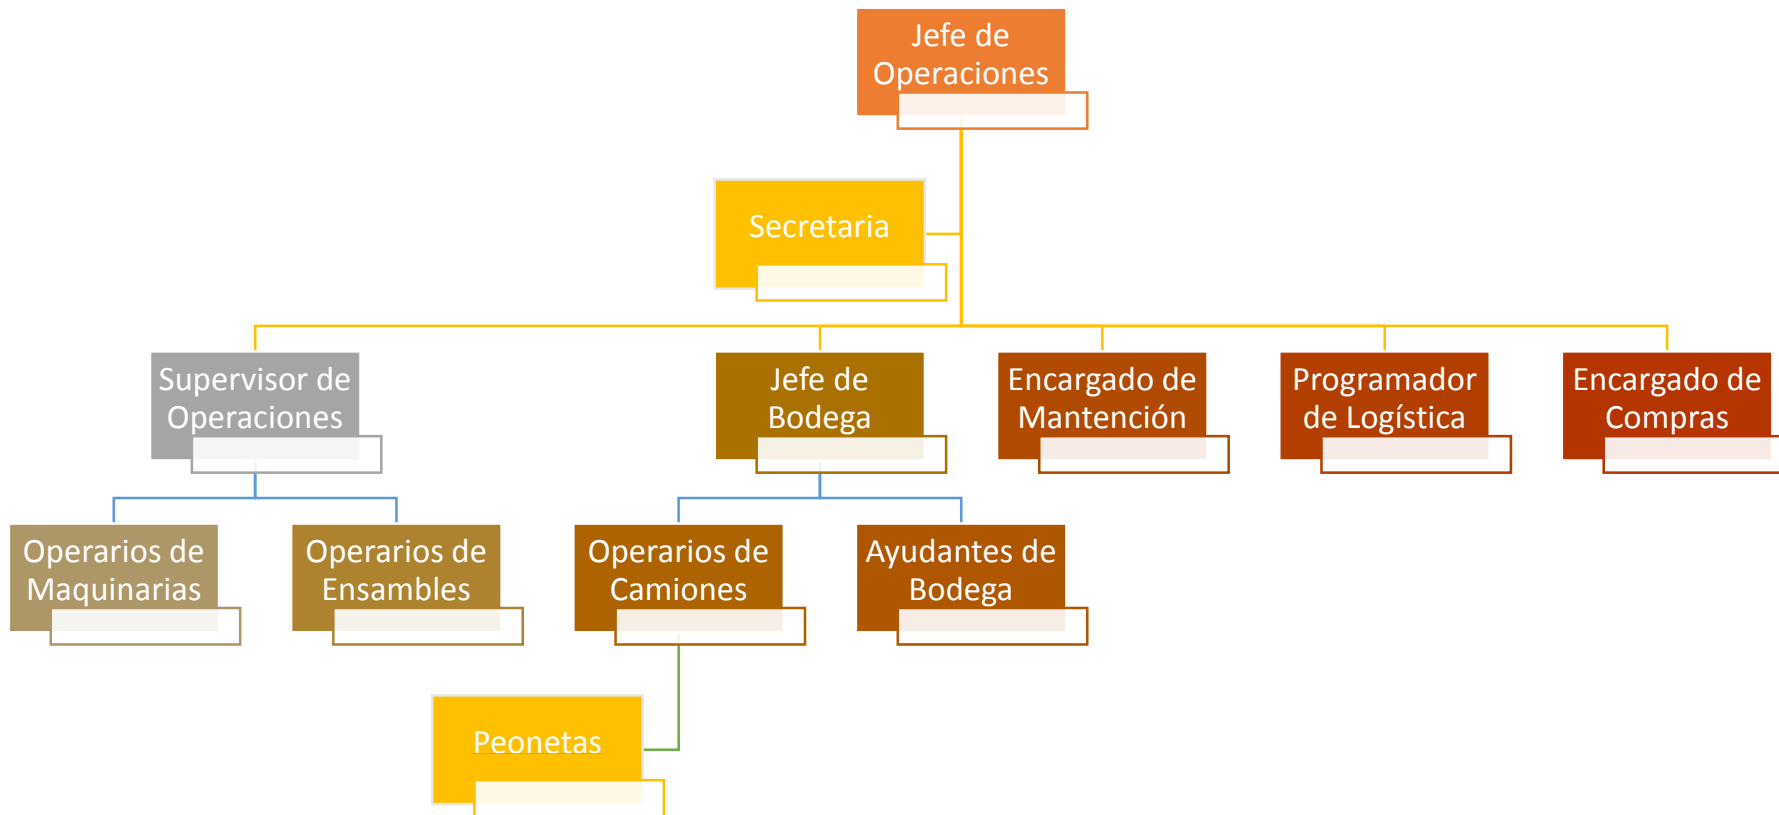 Jefe de
Operaciones
Secretaria
Supervisor de
Operaciones
Jefe de
Bodega
Encargado de
Mantención
Programador
de Logística
Encargado de
Compras
Operarios de
Maquinarias
Operarios de
Ensambles
Operarios de
Camiones
Ayudantes de
Bodega
Peonetas